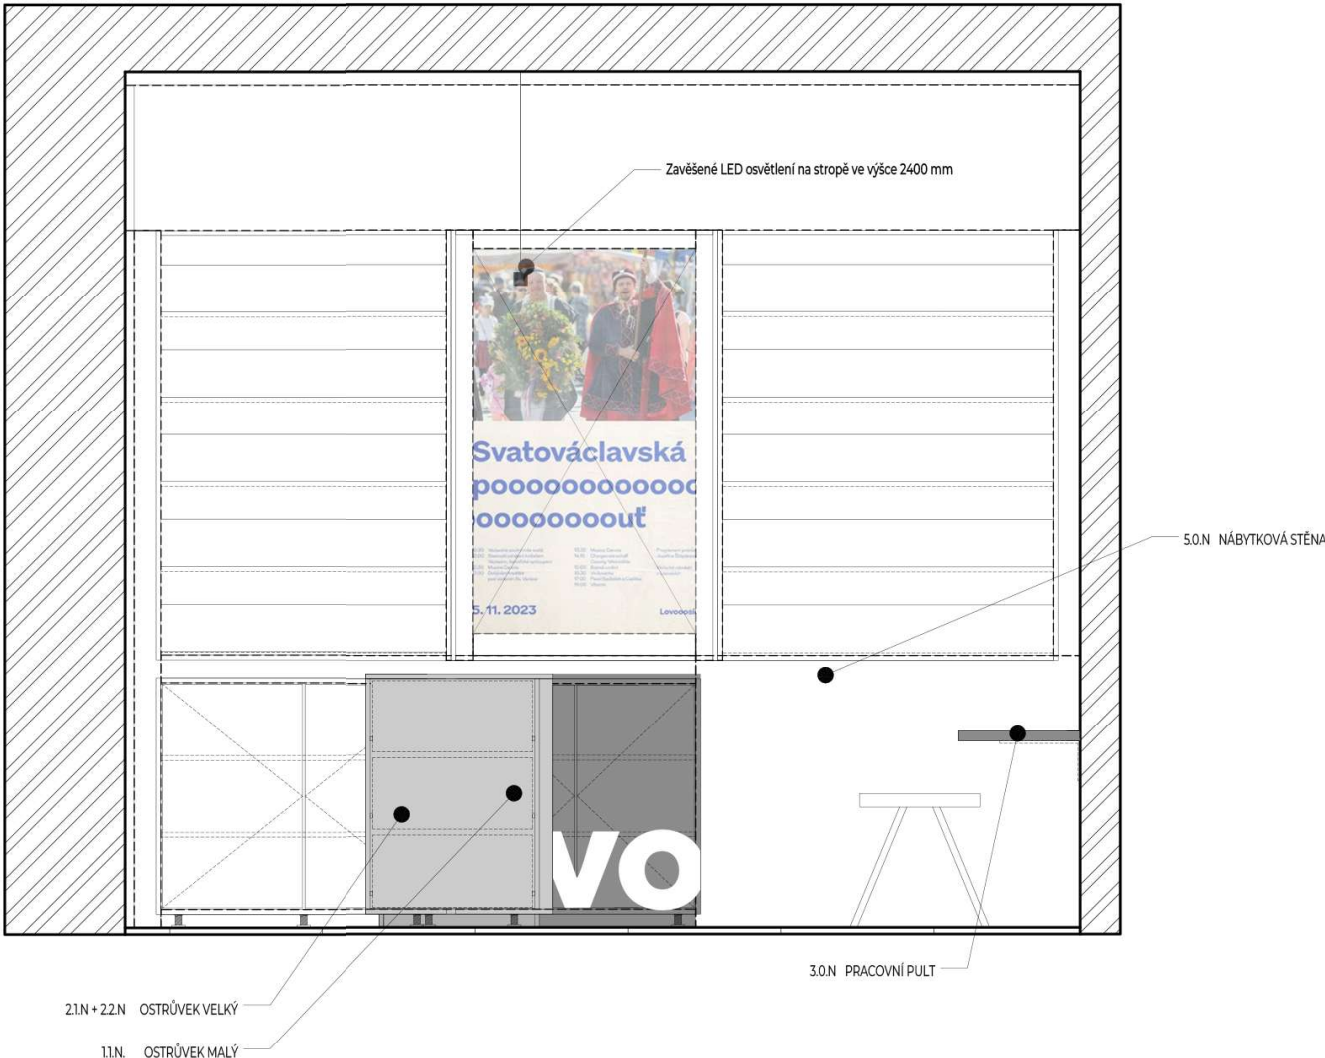 Zavěšené LED osvětlení na stropě ve výšce 2400 mm
Svatováclavská
pooooooooooooc
ooooooooouť
5. 11. 2023
5.0.N NÁBYTKOVÁ STĚNA
VO
3.0.N PRACOVNÍ PULT
2.1.N + 2.2.N OSTRŮVEK VELKÝ
1.1.N. OSTRŮVEK MALÝ